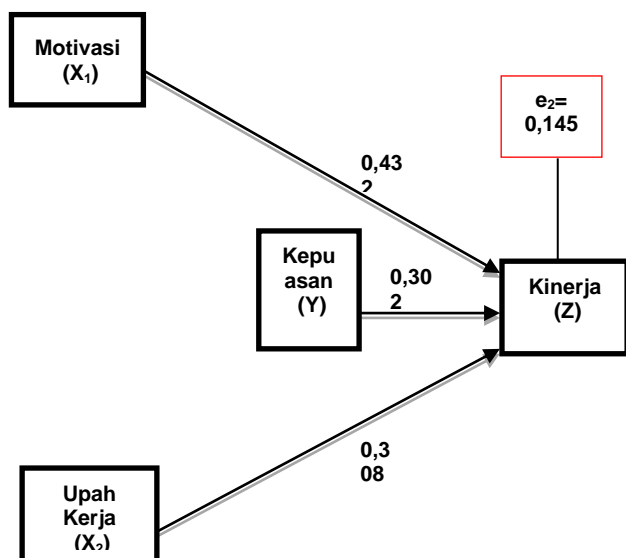 Motivasi
(X₁)
e₂=
0,145
0,43
2
Kepu
asan
(Y)
0,30
2
Kinerja
(Z)
0,3
08
Upah
Kerja
(X₂)